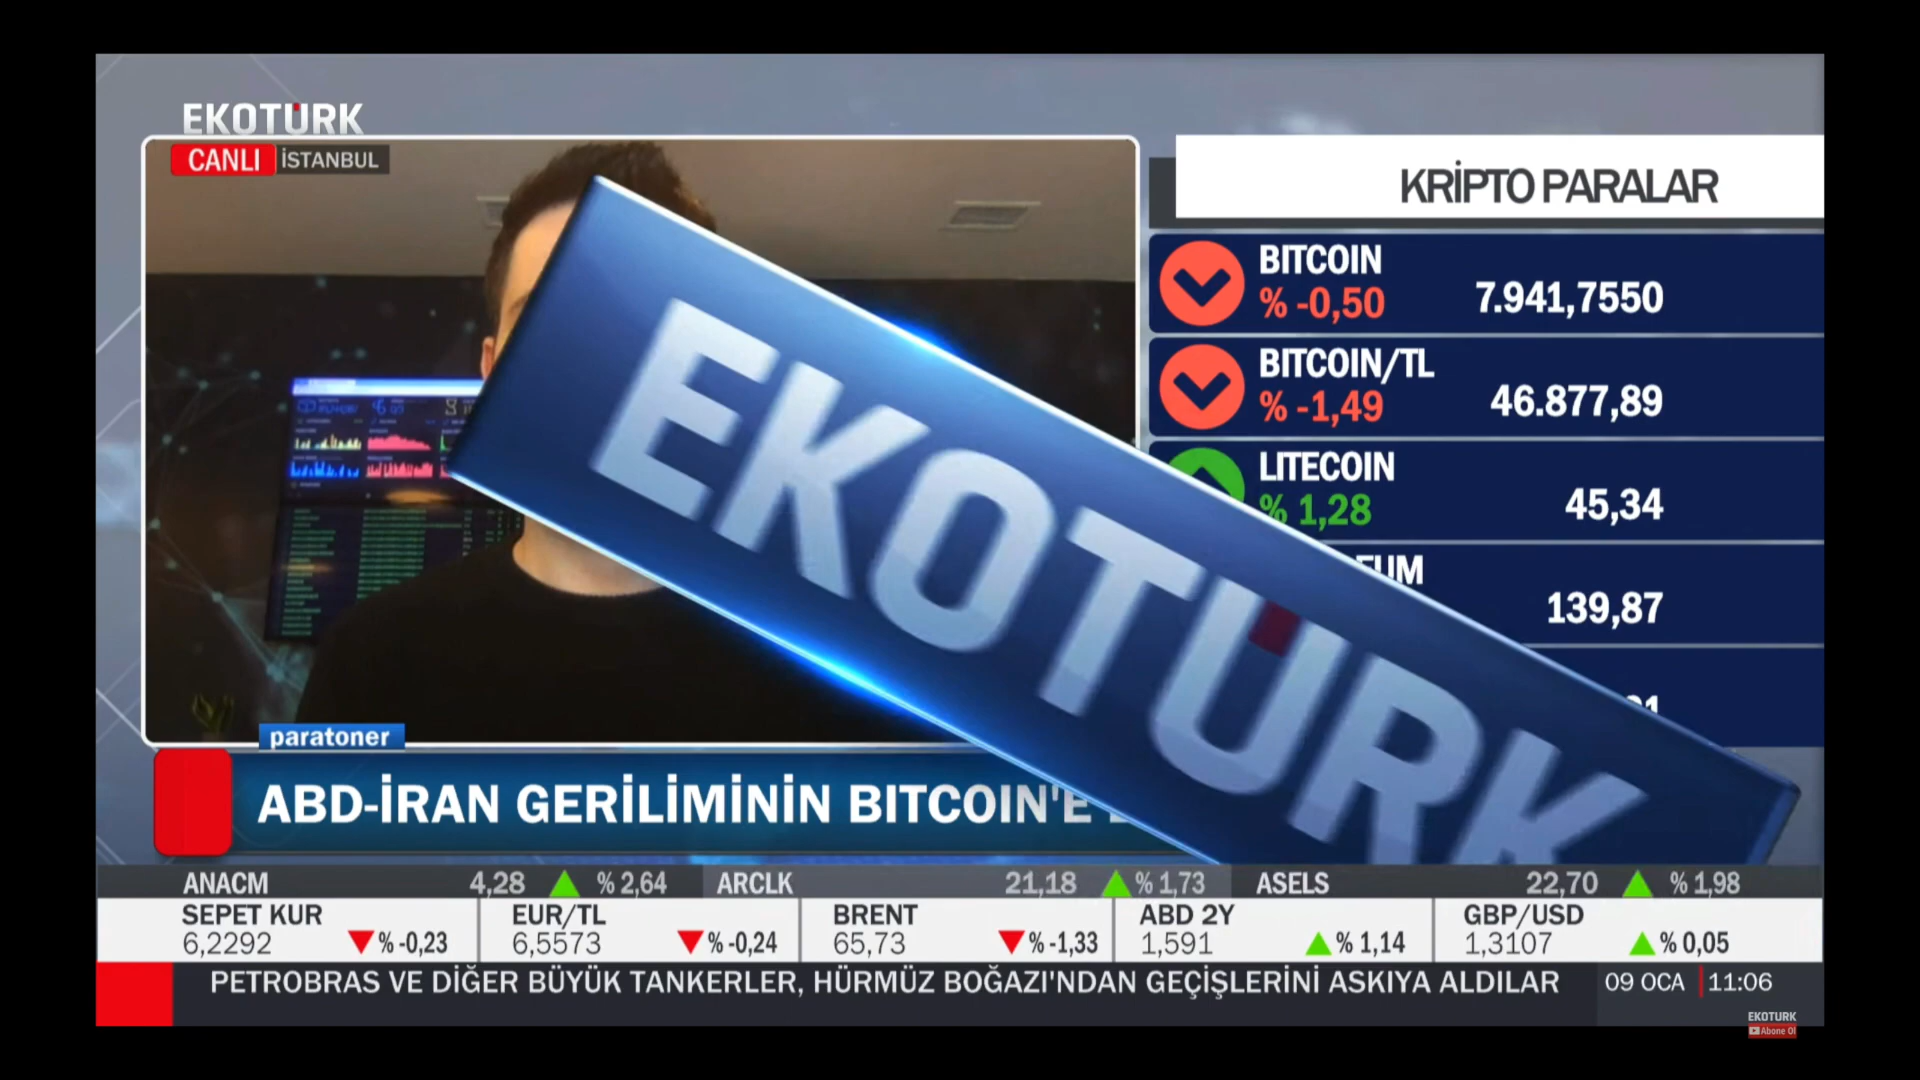 EKOTÜRK
CANLI İSTANBUL
KRİPTO PARALAR
BITCOIN
% -0,50 7.941,7550
BITCOIN/TL
% -1,49 46.877,89
LITECOIN
% 1,28 45,34
139,87
EKOTÜRK
paratoner
ABD-İRAN GERİLİMİNİN BITCOIN'E
ANACM 4,28 % 2,64 ARCLK 21,18 % 1,73 ASELS 22,70 % 1,98
SEPET KUR EUR/TL BRENT ABD 2Y GBP/USD
6,2292 % -0,23 6,5573 % -0,24 65,73 % -1,33 1,591 % 1,14 1,3107 % 0,05
PETROBRAS VE DİĞER BÜYÜK TANKERLER, HÜRMÜZ BOĞAZI'NDAN GEÇİŞLERİNİ ASKIYA ALDILAR 09 OCA 11:06
EKOTURK
Abone Ol